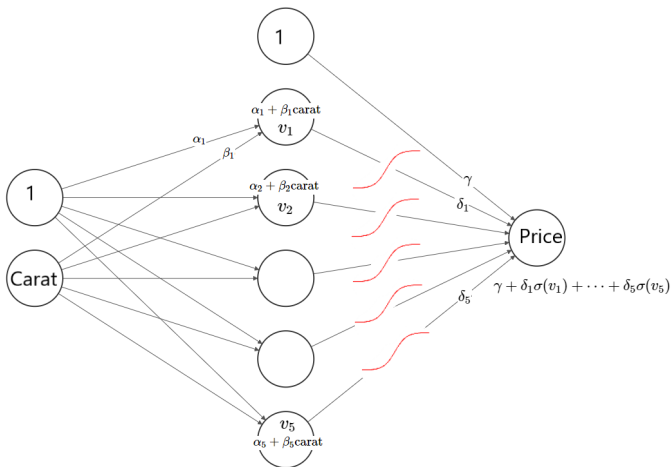 1
α₁ + β₁carat
v₁
α₁
β₁
α₂ + β₂carat
v₂
1
Carat
γ
δ₁
Price
γ + δ₁σ(v₁) + ⋯ + δ₅σ(v₅)
δ₅
v₅
α₅ + β₅carat